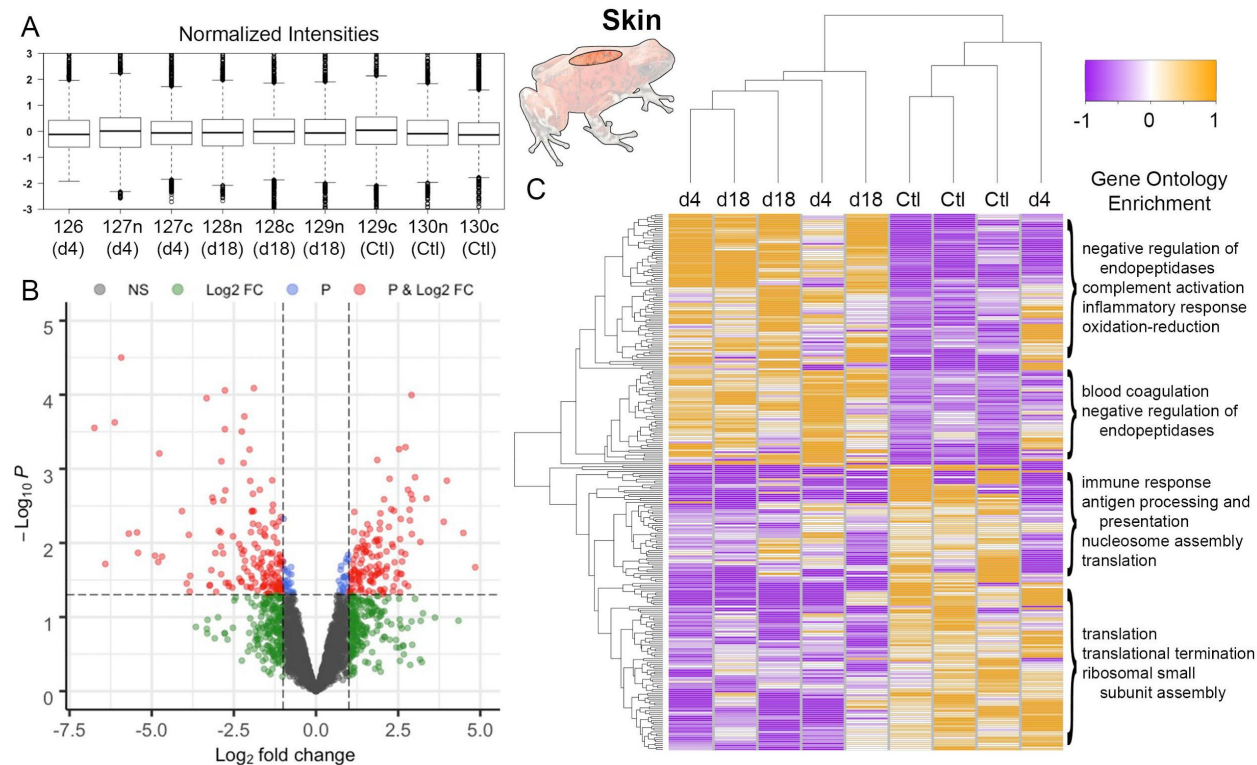 A
Normalized Intensities
3
2
1
0
-1
-2
-3
126 127n 127c 128n 128c 129n 129c 130n 130c
(d4) (d4) (d4) (d18) (d18) (d18) (Ctl) (Ctl) (Ctl)
Skin
-1 0 1
B
NS Log2 FC P P & Log2 FC
5
4
3
2
1
0
– Log10 P
-7.5 -5.0 -2.5 0.0 2.5 5.0
Log2 fold change
C
d4 d18 d18 d4 d18 Ctl Ctl Ctl d4
Gene Ontology
Enrichment
negative regulation of
endopeptidases
complement activation
inflammatory response
oxidation-reduction
blood coagulation
negative regulation of
endopeptidases
immune response
antigen processing and
presentation
nucleosome assembly
translation
translation
translational termination
ribosomal small
subunit assembly